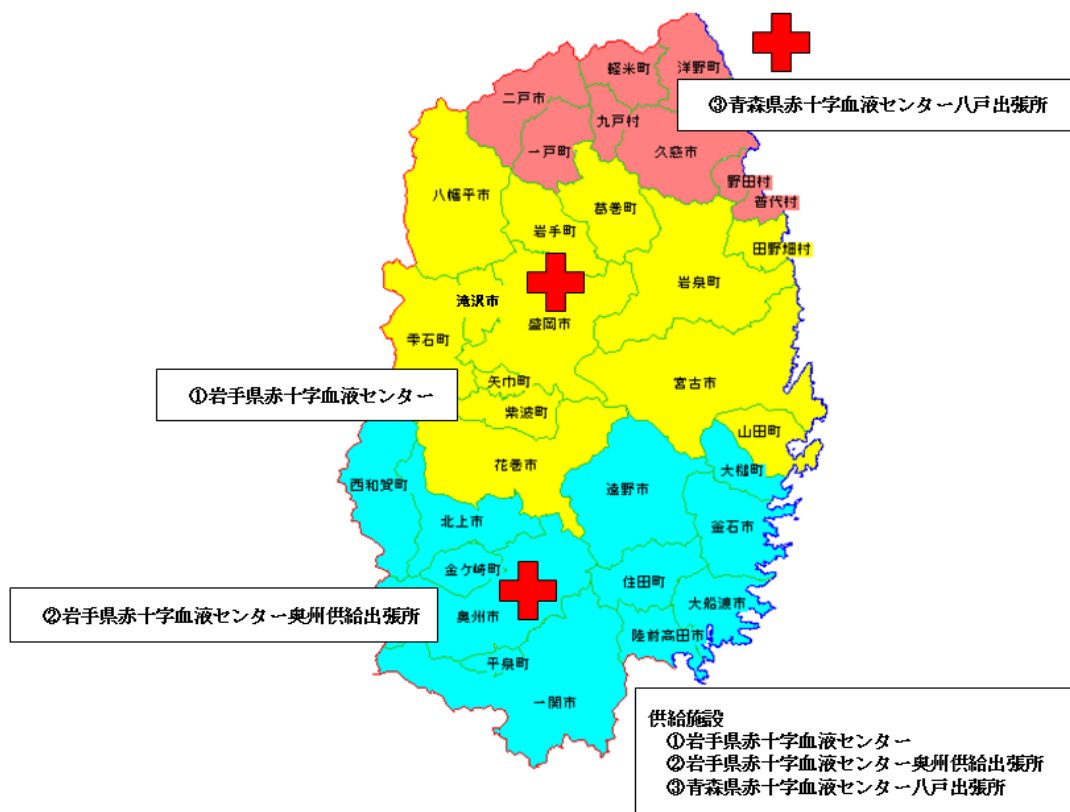 軽米町
洋野町
二戸市
③青森県赤十字血液センター八戸出張所
九戸村
一戸町
久慈市
野田村
八幡平市
普代村
葛巻町
岩手町
田野畑村
岩泉町
滝沢市
盛岡市
雫石町
矢巾町
宮古市
①岩手県赤十字血液センター
紫波町
山田町
花巻市
大槌町
西和賀町
遠野市
北上市
釜石市
金ケ崎町
住田町
②岩手県赤十字血液センター奥州供給出張所
奥州市
大船渡市
陸前高田市
平泉町
一関市
供給施設
①岩手県赤十字血液センター
②岩手県赤十字血液センター奥州供給出張所
③青森県赤十字血液センター八戸出張所